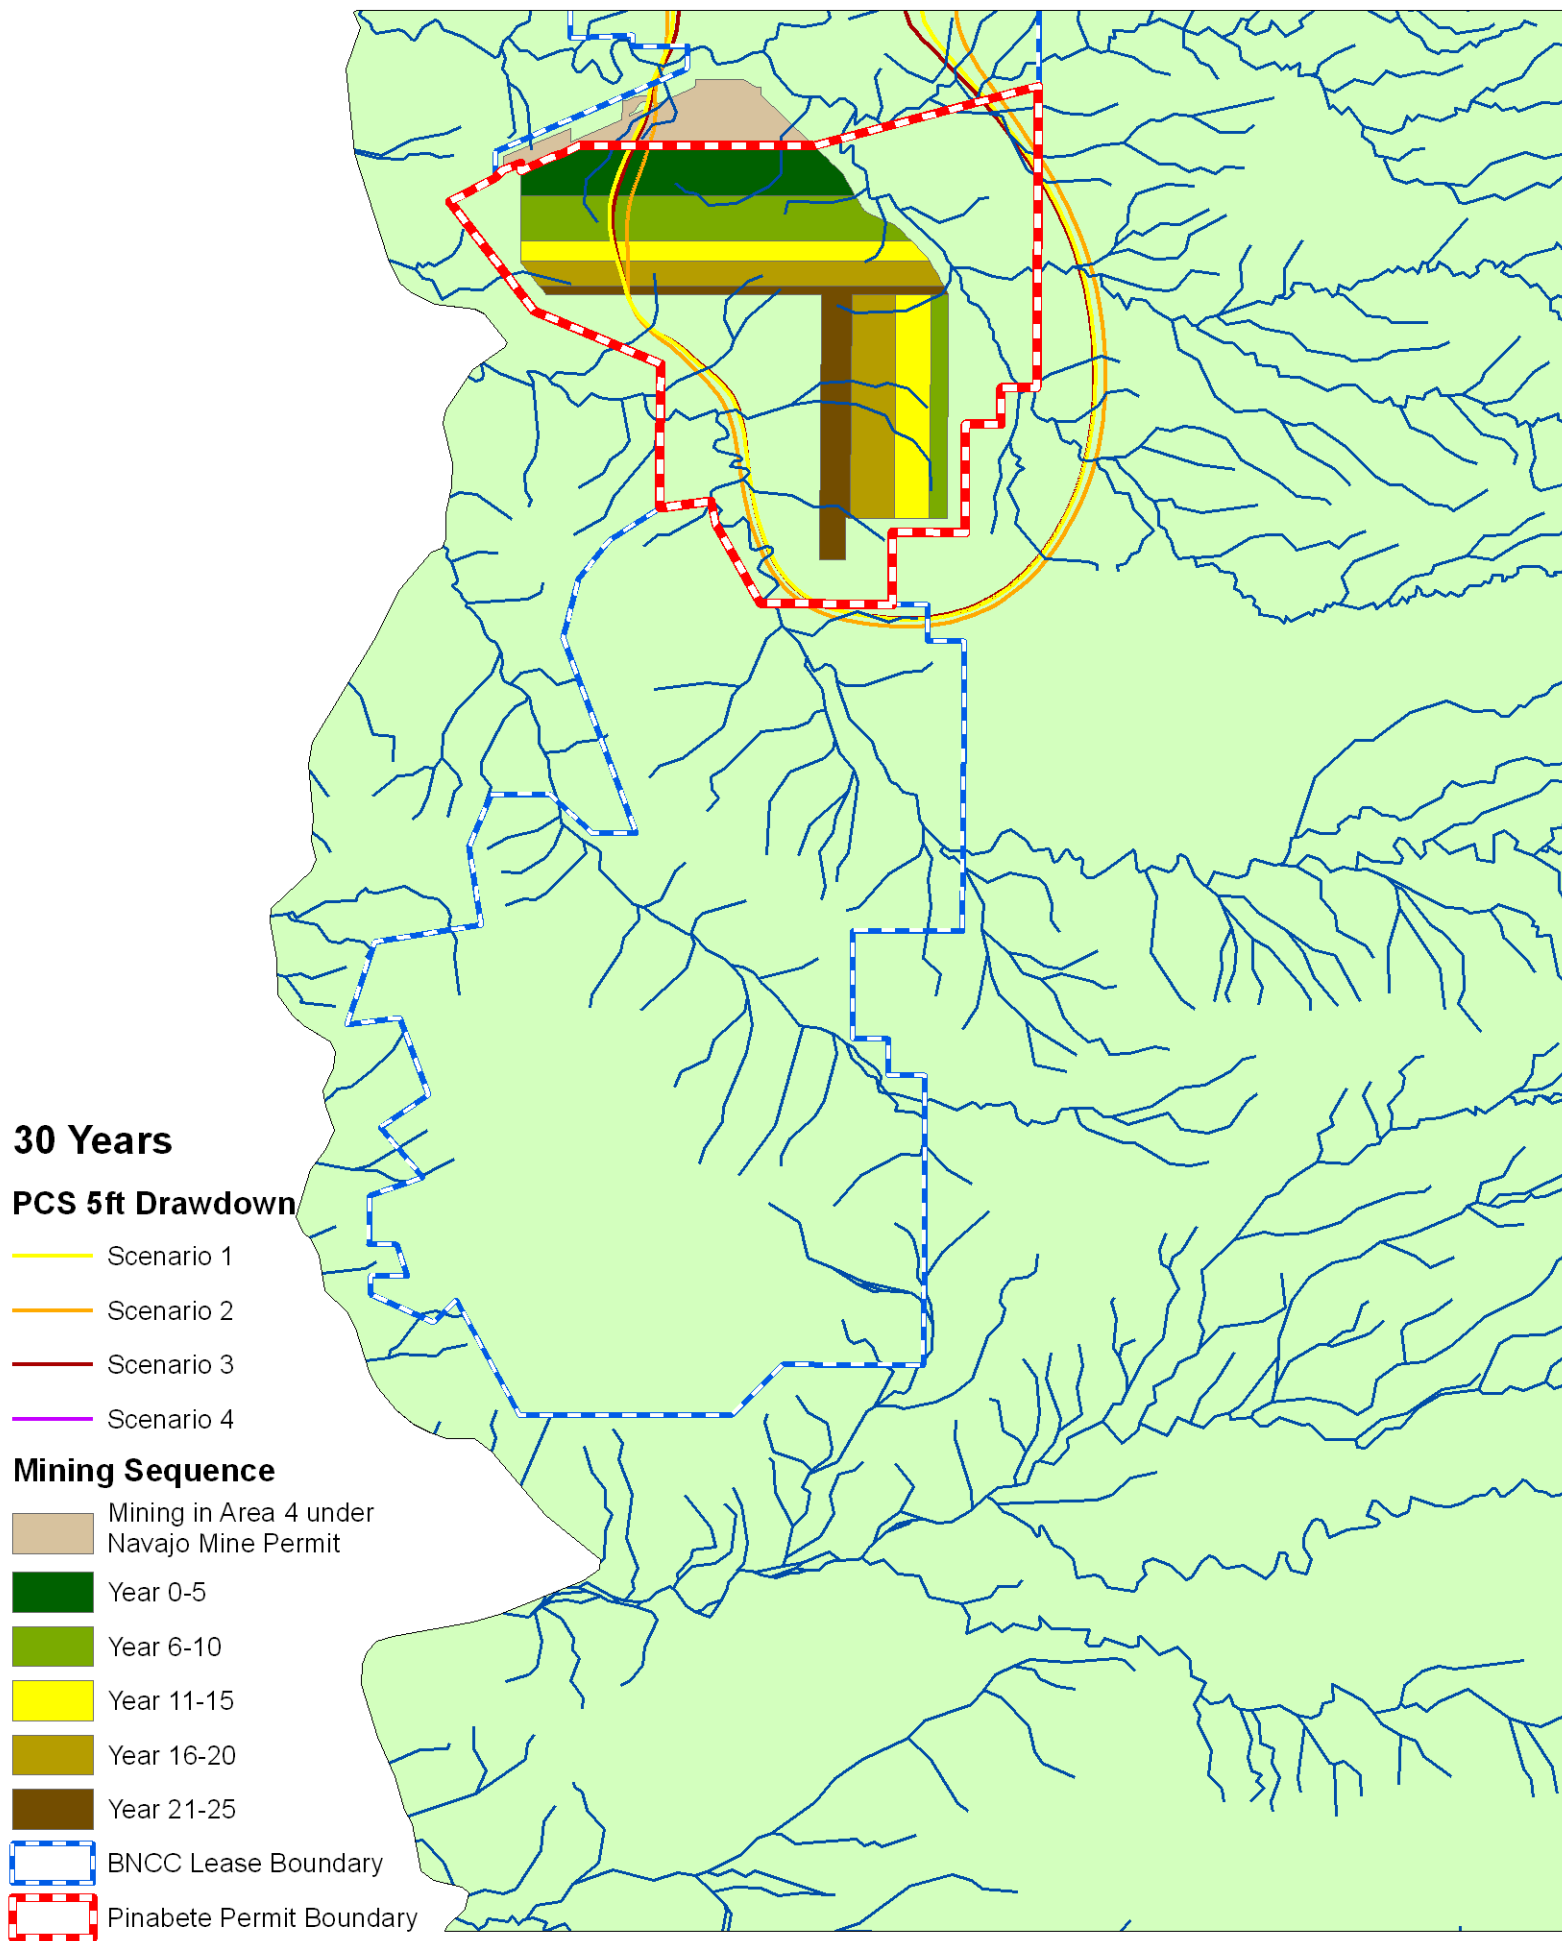 30 Years
PCS 5ft Drawdown
Scenario 1
Scenario 2
Scenario 3
Scenario 4
Mining Sequence
Mining in Area 4 under
Navajo Mine Permit
Year 0-5
Year 6-10
Year 11-15
Year 16-20
Year 21-25
BNCC Lease Boundary
Pinabete Permit Boundary